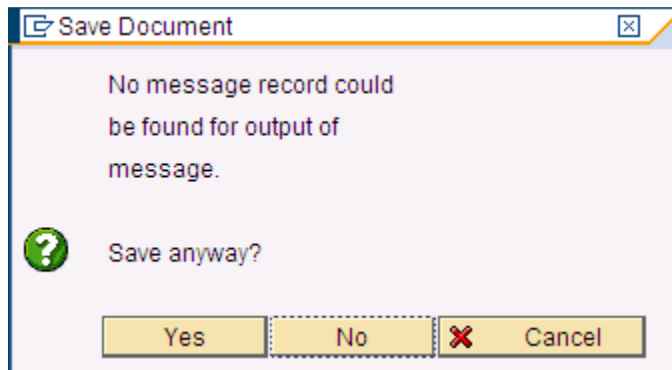 Save Document
No message record could
be found for output of
message.
Save anyway?
Yes No Cancel